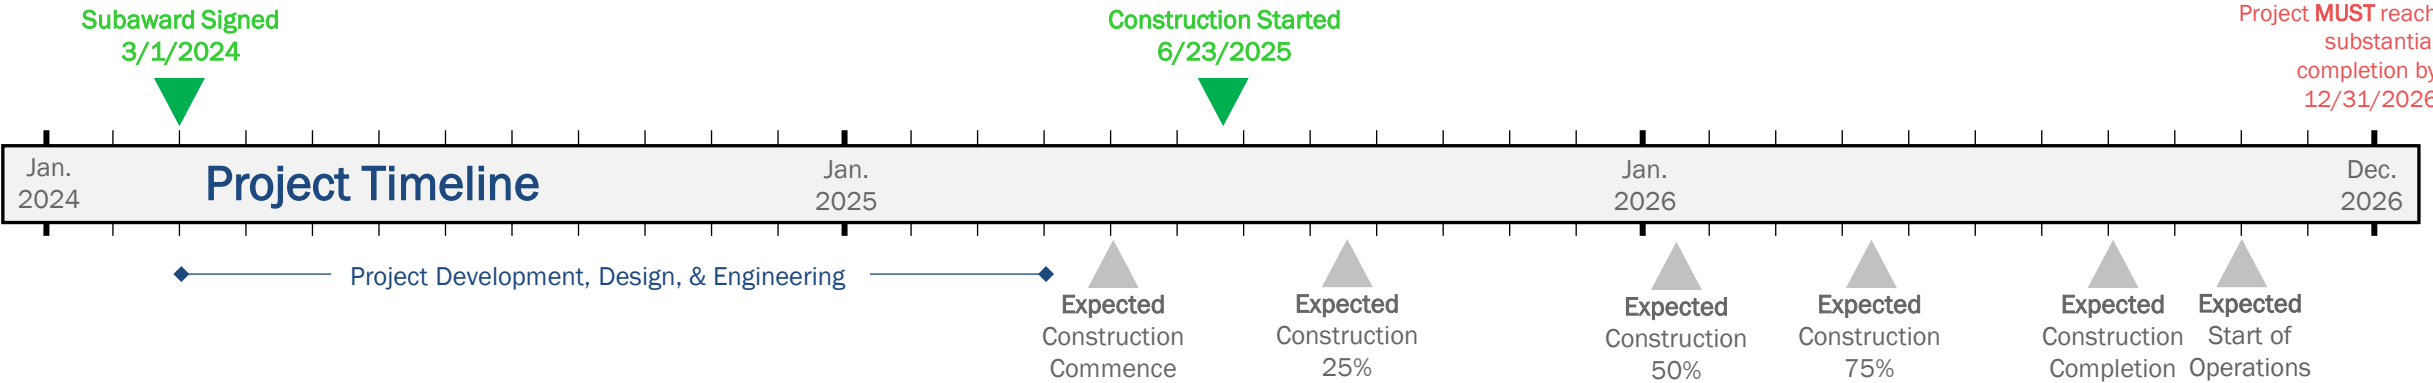 Subaward Signed
3/1/2024
Construction Started
6/23/2025
Project MUST reach
substantia
completion by
12/31/2026
Jan.
2024
Project Timeline
Jan.
2025
Jan.
2026
Dec.
2026
Project Development, Design, & Engineering
Expected
Construction
Commence
Expected
Construction
25%
Expected
Construction
50%
Expected
Construction
75%
Expected
Construction
Completion
Expected
Start of
Operations